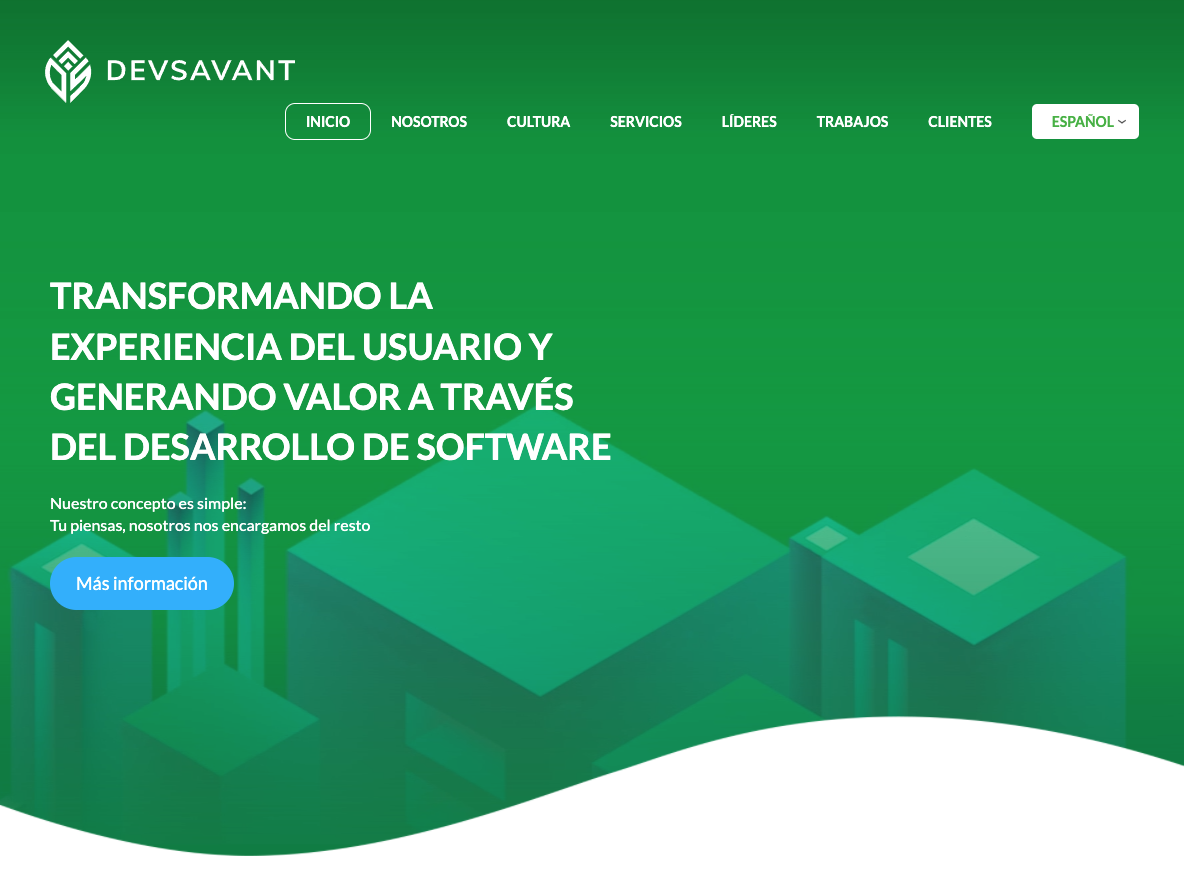 DEVSAVANT
INICIO NOSOTROS CULTURA SERVICIOS LÍDERES TRABAJOS CLIENTES ESPAÑOL
TRANSFORMANDO LA
EXPERIENCIA DEL USUARIO Y
GENERANDO VALOR A TRAVÉS
DEL DESARROLLO DE SOFTWARE
Nuestro concepto es simple:
Tu piensas, nosotros nos encargamos del resto
Más información